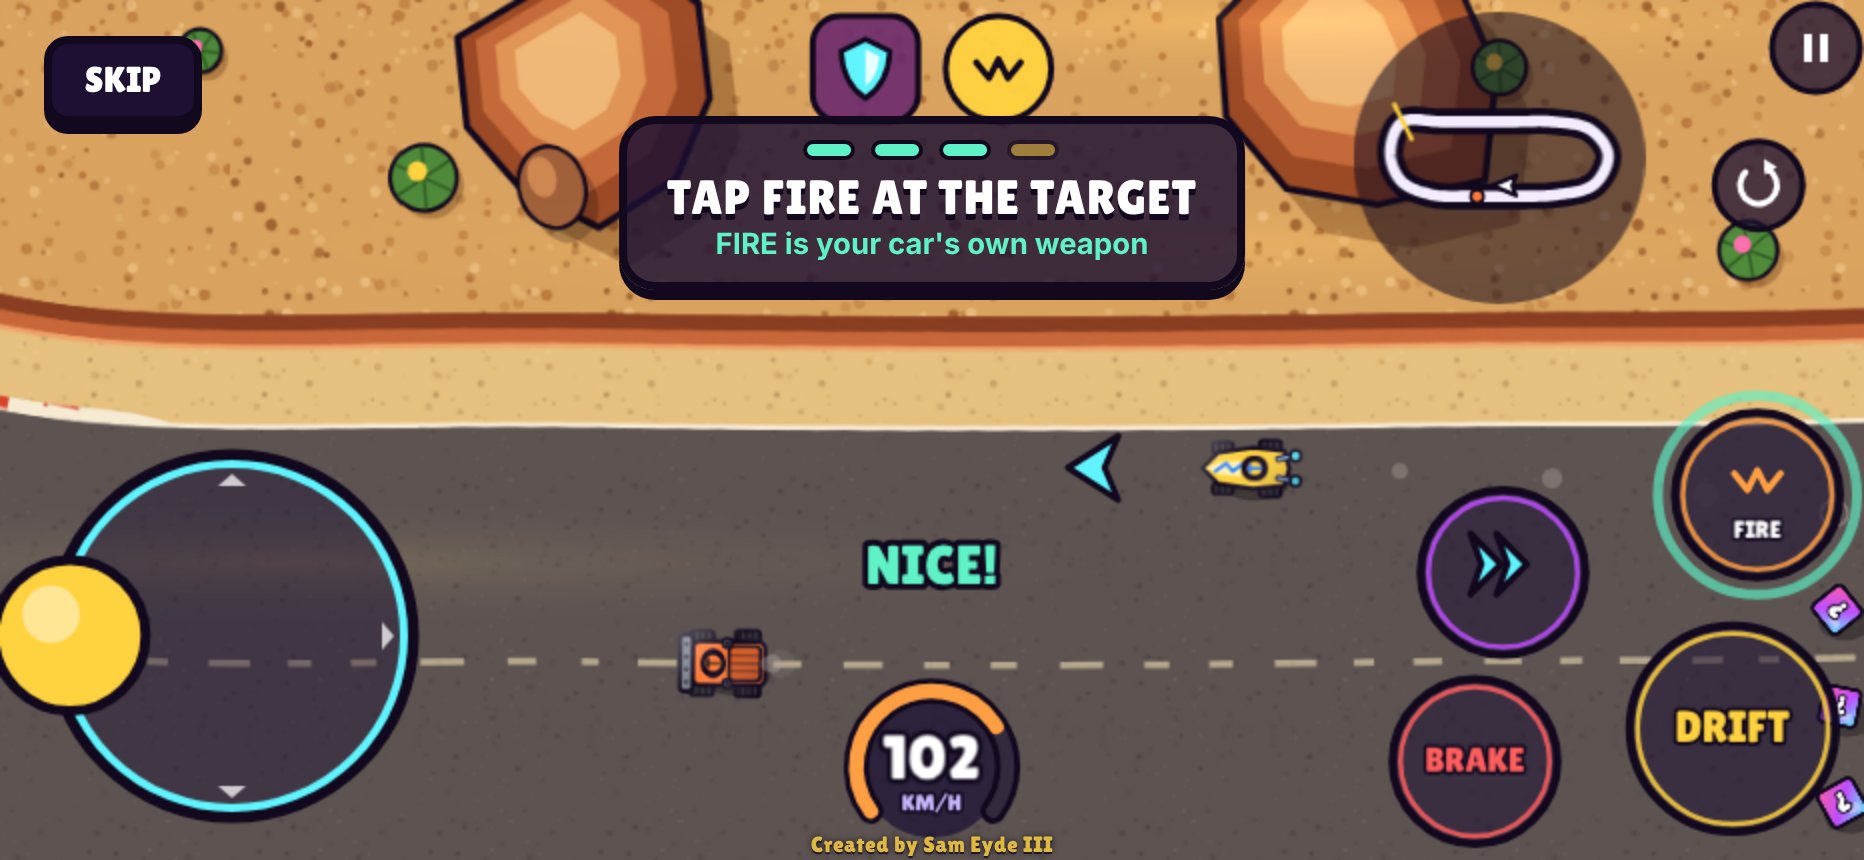 SKIP
TAP FIRE AT THE TARGET
FIRE is your car's own weapon
FIRE
NICE!
DRIFT
BRAKE
102
KM/H
Created by Sam Eyde III